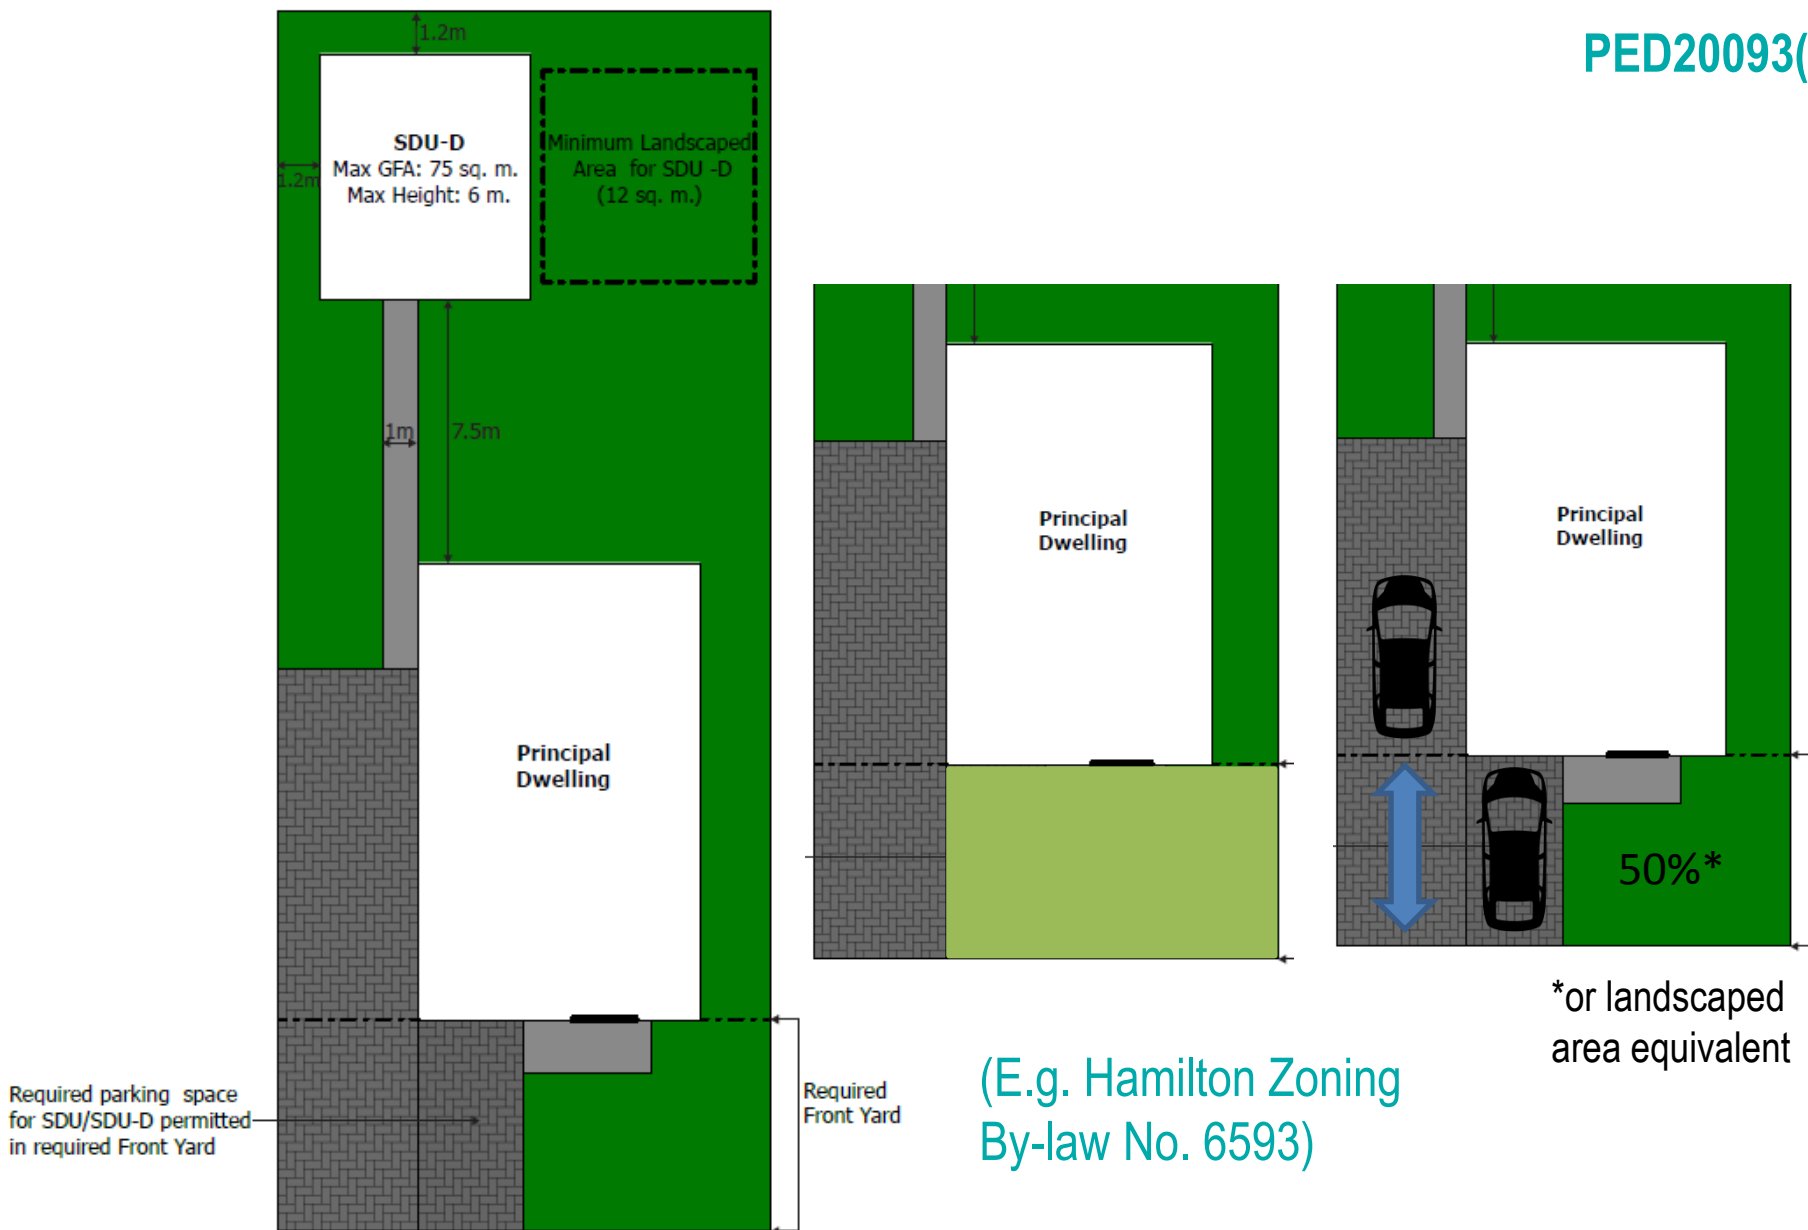 PED20093(
1.2m
SDU-D
Max GFA: 75 sq. m.
Max Height: 6 m.
1.2m
Minimum Landscaped
Area for SDU -D
(12 sq. m.)
1m
7.5m
Principal
Dwelling
Required parking space
for SDU/SDU-D permitted
in required Front Yard
Required
Front Yard
Principal
Dwelling
(E.g. Hamilton Zoning
By-law No. 6593)
Principal
Dwelling
50%*
*or landscaped
area equivalent